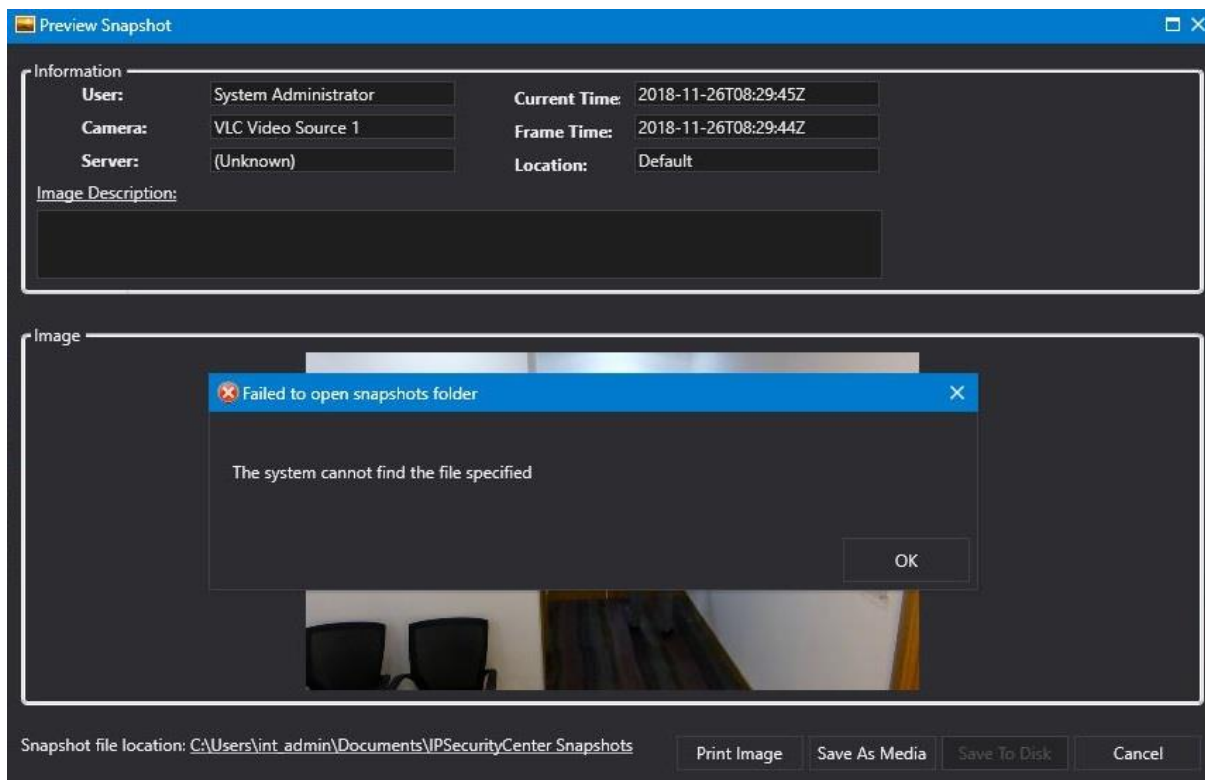 Preview Snapshot
Information
User: System Administrator Current Time: 2018-11-26T08:29:45Z
Camera: VLC Video Source 1 Frame Time: 2018-11-26T08:29:44Z
Server: (Unknown) Location: Default
Image Description:
Image
Failed to open snapshots folder
The system cannot find the file specified
OK
Snapshot file location: C:\Users\int_admin\Documents\IPSecurityCenter Snapshots Print Image Save As Media Save To Disk Cancel